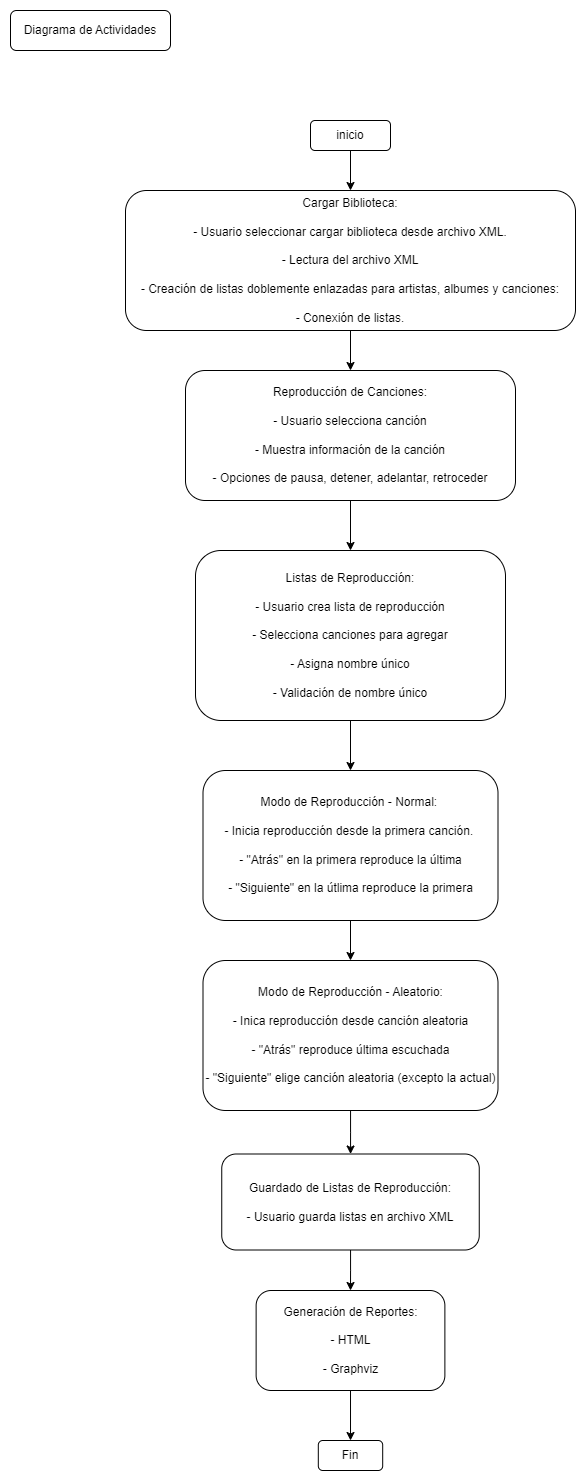 Diagrama de Actividades
inicio
Cargar Biblioteca:
- Usuario seleccionar cargar biblioteca desde archivo XML.
- Lectura del archivo XML
- Creación de listas doblemente enlazadas para artistas, albumes y canciones:
- Conexión de listas.
Reproducción de Canciones:
- Usuario selecciona canción
- Muestra información de la canción
- Opciones de pausa, detener, adelantar, retroceder
Listas de Reproducción:
- Usuario crea lista de reproducción
- Selecciona canciones para agregar
- Asigna nombre único
- Validación de nombre único
Modo de Reproducción - Normal:
- Inicia reproducción desde la primera canción.
- "Atrás" en la primera reproduce la última
- "Siguiente" en la útlima reproduce la primera
Modo de Reproducción - Aleatorio:
- Inica reproducción desde canción aleatoria
- "Atrás" reproduce última escuchada
- "Siguiente" elige canción aleatoria (excepto la actual)
Guardado de Listas de Reproducción:
- Usuario guarda listas en archivo XML
Generación de Reportes:
- HTML
- Graphviz
Fin